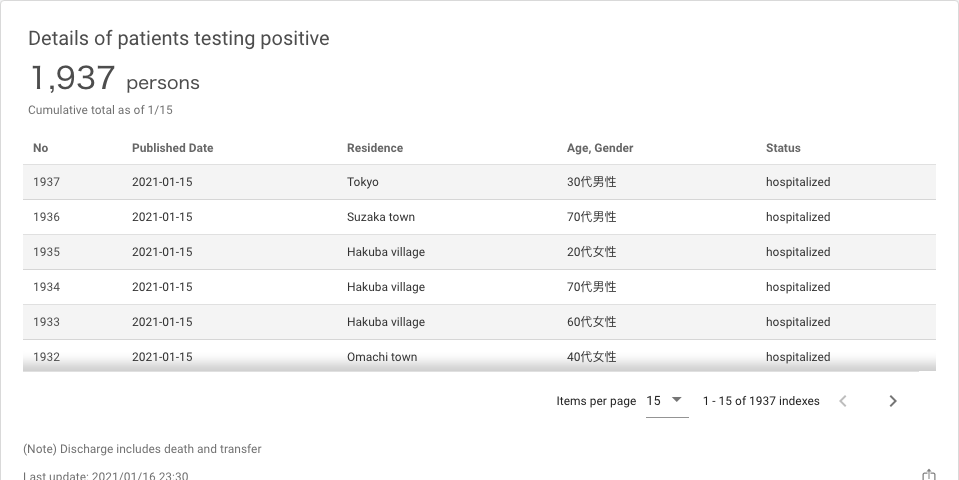 Details of patients testing positive
1,937 persons
Cumulative total as of 1/15
No Published Date Residence Age, Gender Status
1937 2021-01-15 Tokyo 30代男性 hospitalized
1936 2021-01-15 Suzaka town 70代男性 hospitalized
1935 2021-01-15 Hakuba village 20代女性 hospitalized
1934 2021-01-15 Hakuba village 70代男性 hospitalized
1933 2021-01-15 Hakuba village 60代女性 hospitalized
1932 2021-01-15 Omachi town 40代女性 hospitalized
Items per page 15 1 - 15 of 1937 indexes
(Note) Discharge includes death and transfer
Last update: 2021/01/16 23:30